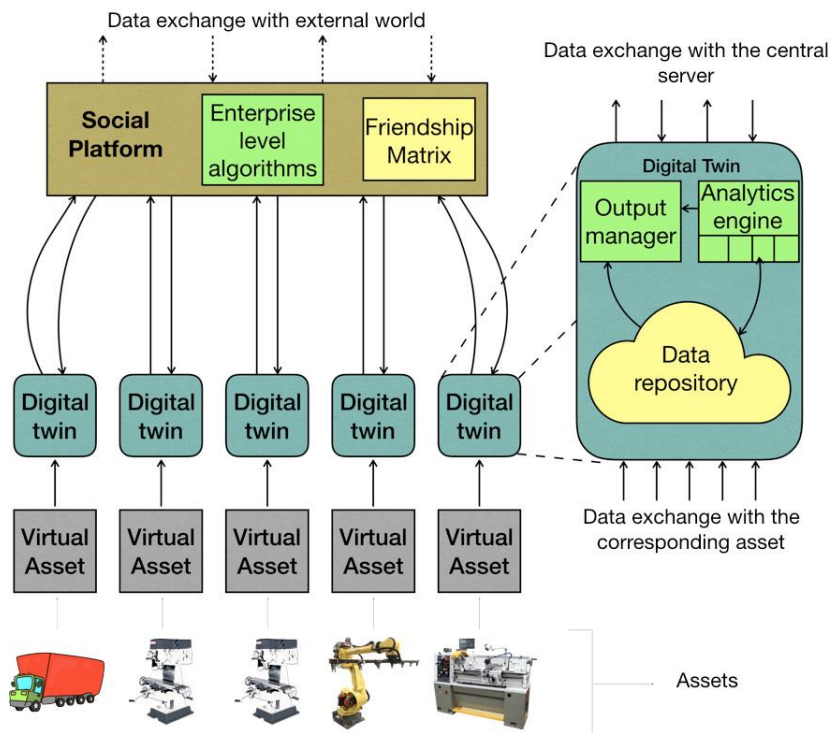 Data exchange with external world
Social
Platform
Enterprise
level
algorithms
Friendship
Matrix
Digital
twin
Digital
twin
Digital
twin
Digital
twin
Digital
twin
Virtual
Asset
Virtual
Asset
Virtual
Asset
Virtual
Asset
Virtual
Asset
Assets
Data exchange with the central
server
Digital Twin
Output
manager
Analytics
engine
Data
repository
Data exchange with the
corresponding asset